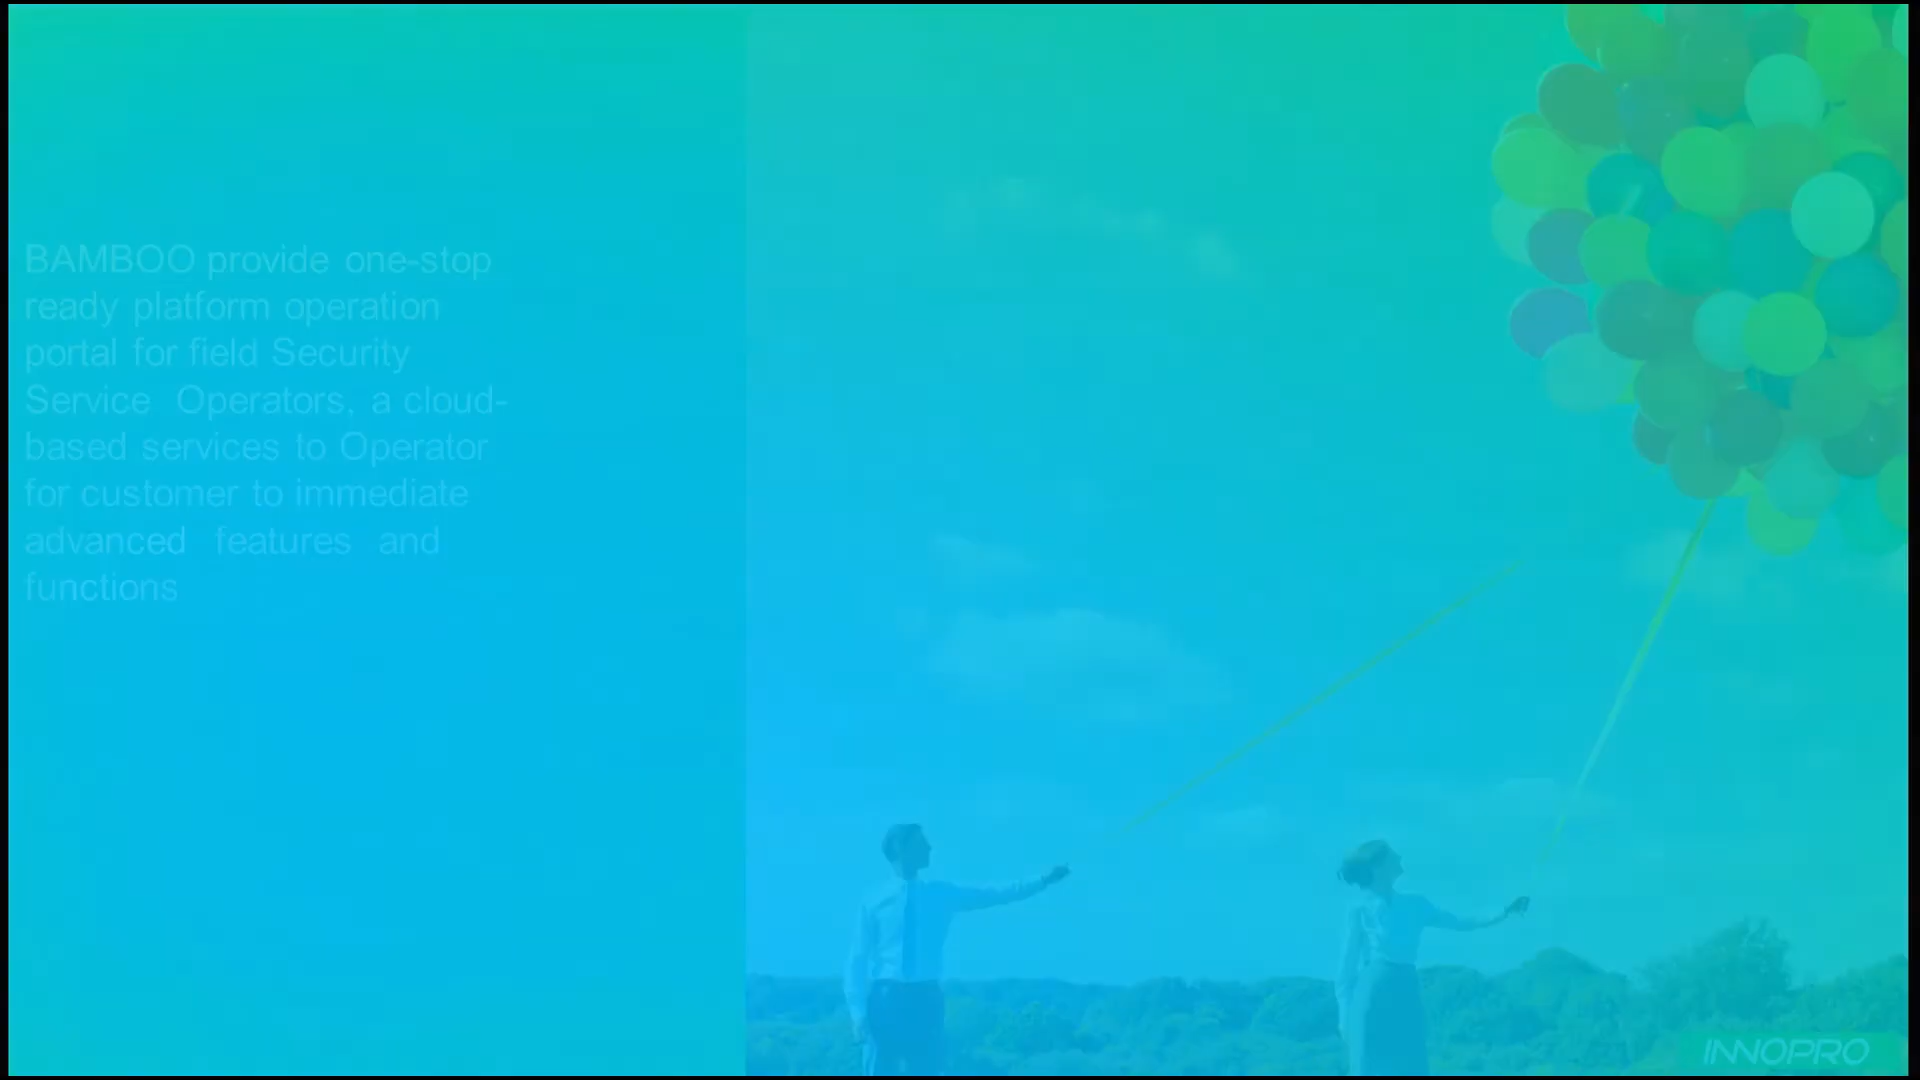 BAMBOO provide one-stop
ready platform operation
portal for field Security
Service Operators, a cloud-
based services to Operator
for customer to immediate
advanced features and
functions
INNOPRO